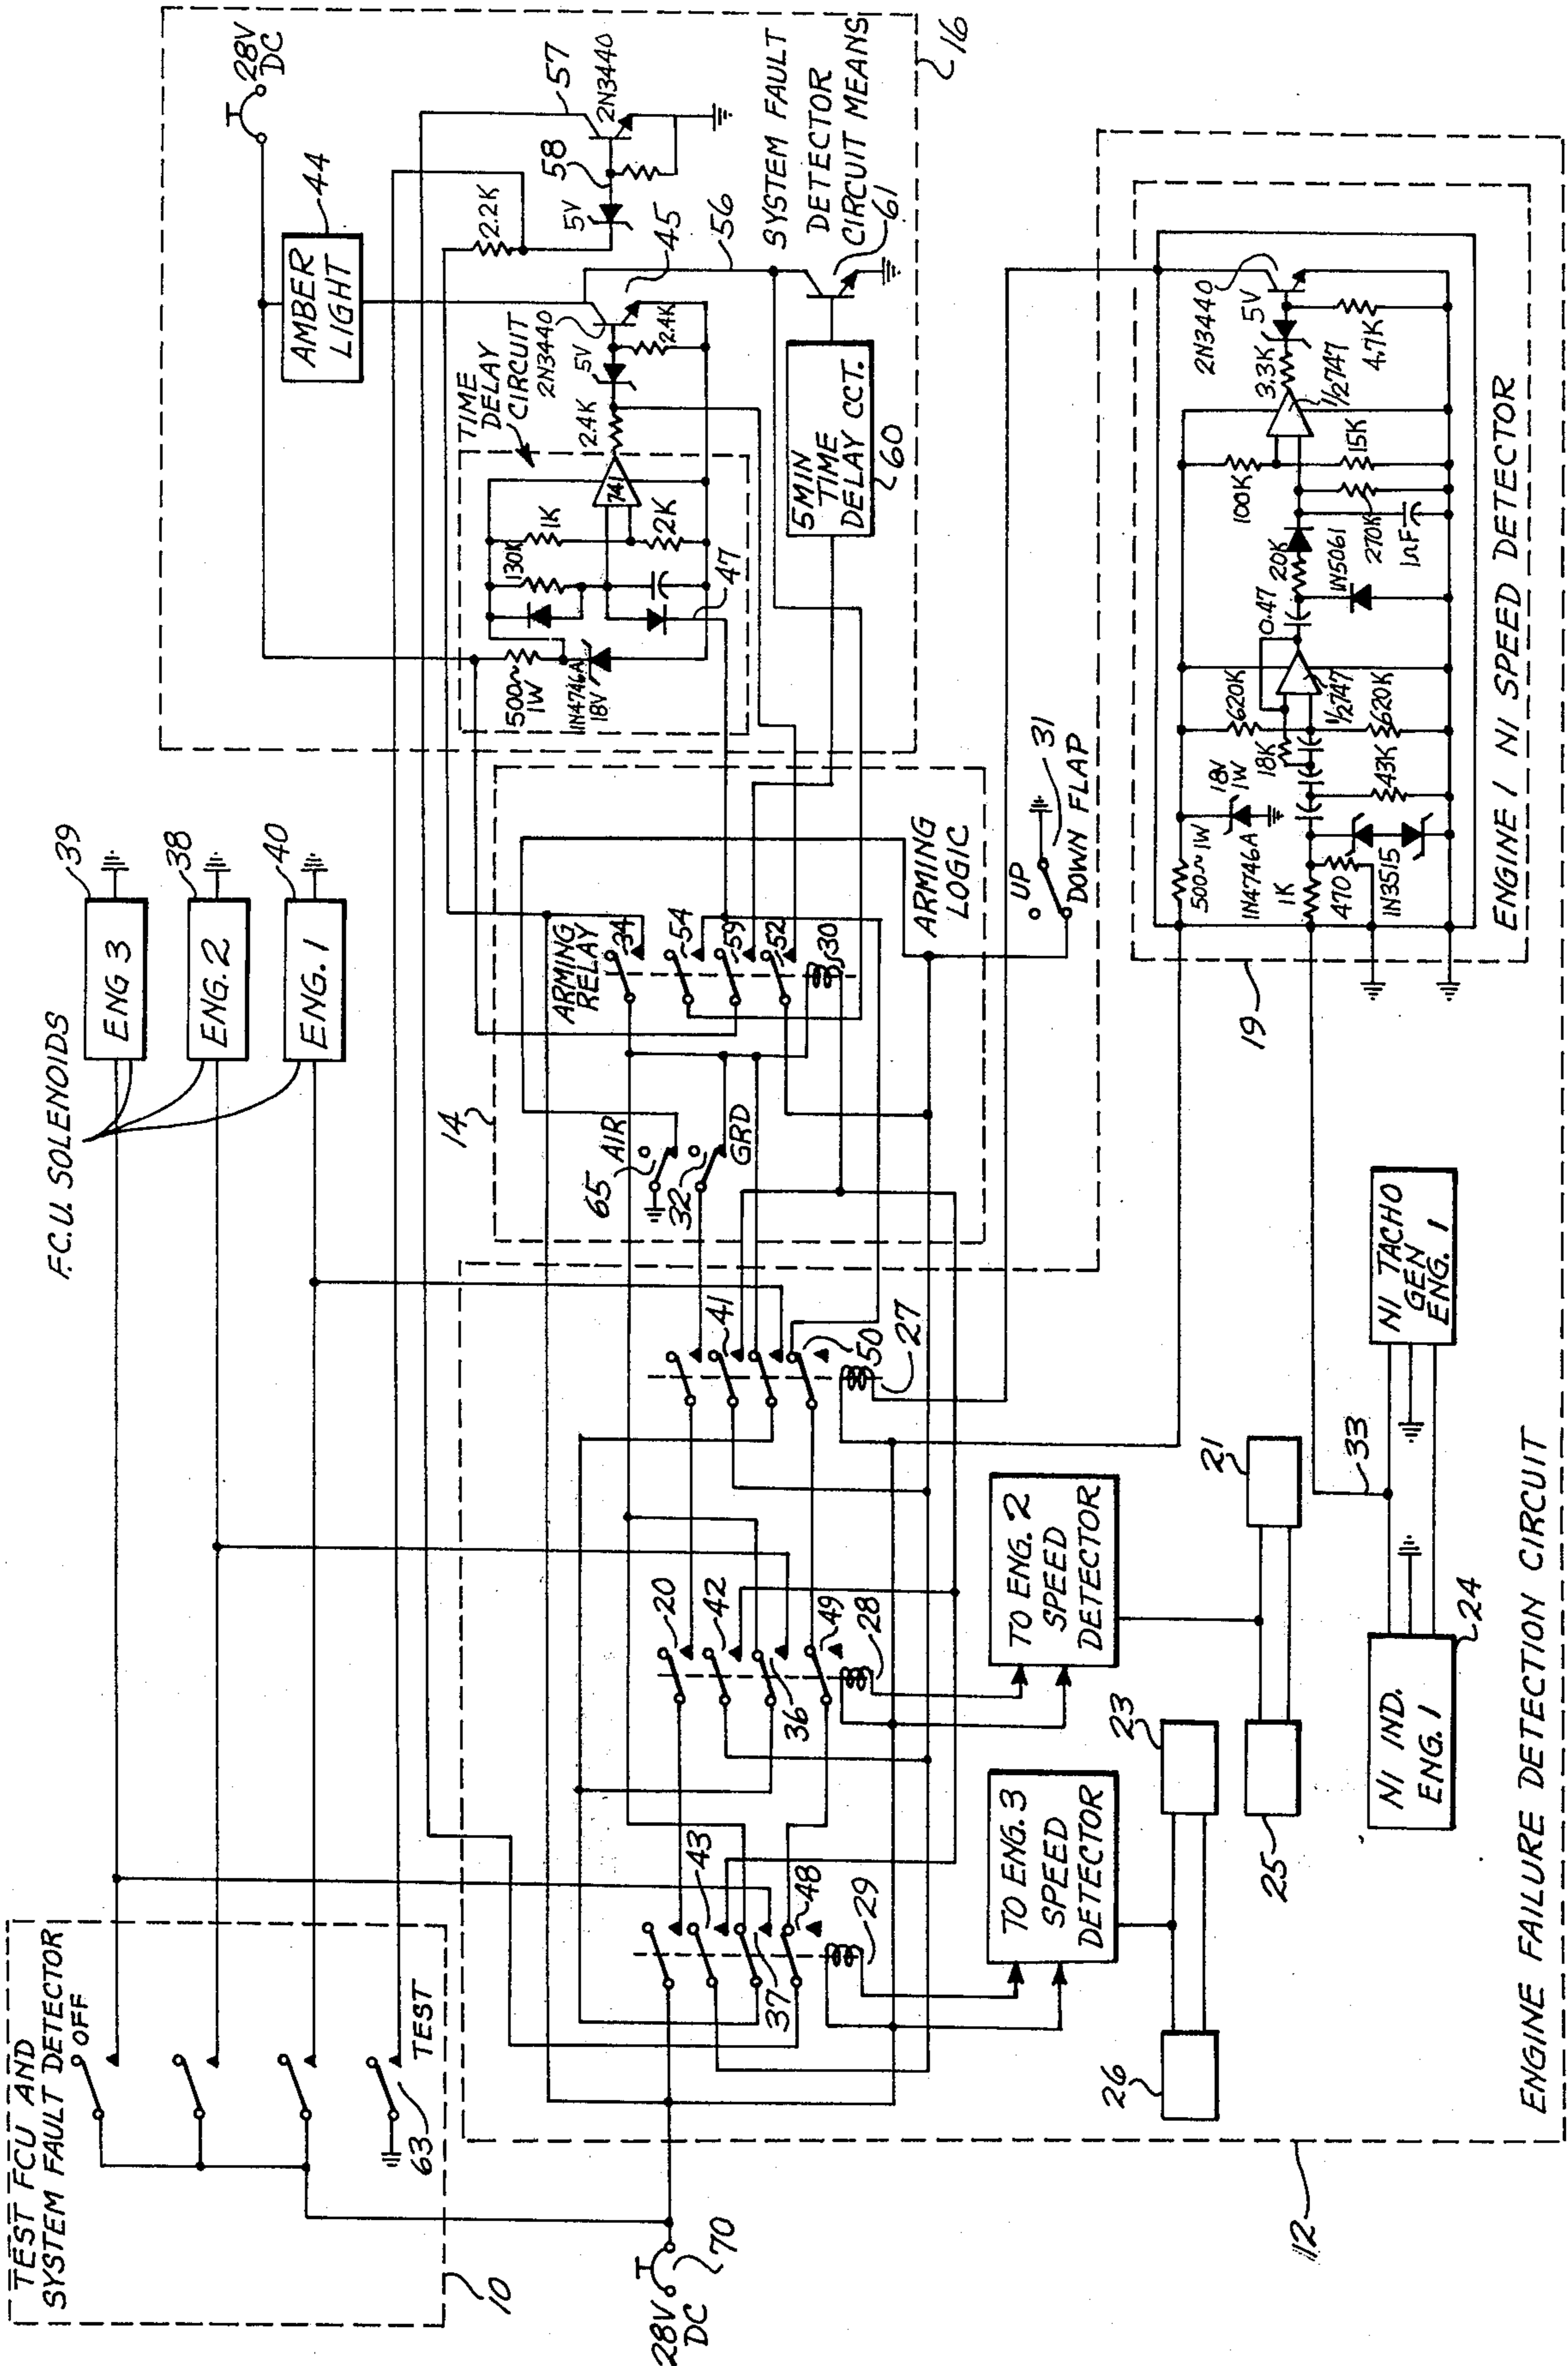 TEST FCU AND
SYSTEM FAULT DETECTOR
OFF
TEST
63
10
28V
DC
70
F.C.U. SOLENOIDS
ENG 3
39
ENG. 2
38
ENG. 1
40
28V
DC
AMBER
LIGHT
44
TIME
DELAY
CIRCUIT
2N3440
45
2.4K
5V
2.4K
741
130K
1K
2K
47
500~
1W
1N4746A
18V
2.2K
5V
58
57
2N3440
56
SYSTEM FAULT
DETECTOR
CIRCUIT MEANS
61
5MIN
TIME
DELAY CCT.
60
16
14
ARMING
RELAY
34
54
59
52
30
65
AIR
32
GRD
ARMING
LOGIC
UP
DOWN FLAP
31
43
37
48
29
20
42
36
49
28
41
50
27
TO ENG. 3
SPEED
DETECTOR
TO ENG. 2
SPEED
DETECTOR
26
23
25
21
N1 IND.
ENG. 1
24
33
N1 TACHO
GEN
ENG. 1
19
500~1W
1N4746A
18V
1W
1K
470
1N3515
43K
18K
620K
620K
1/2747
0.47
20K
1N5061
270K
1ΩF
100K
15K
1/2747
3.3K
5V
4.7K
2N3440
ENGINE 1 N1 SPEED DETECTOR
12
ENGINE FAILURE DETECTION CIRCUIT